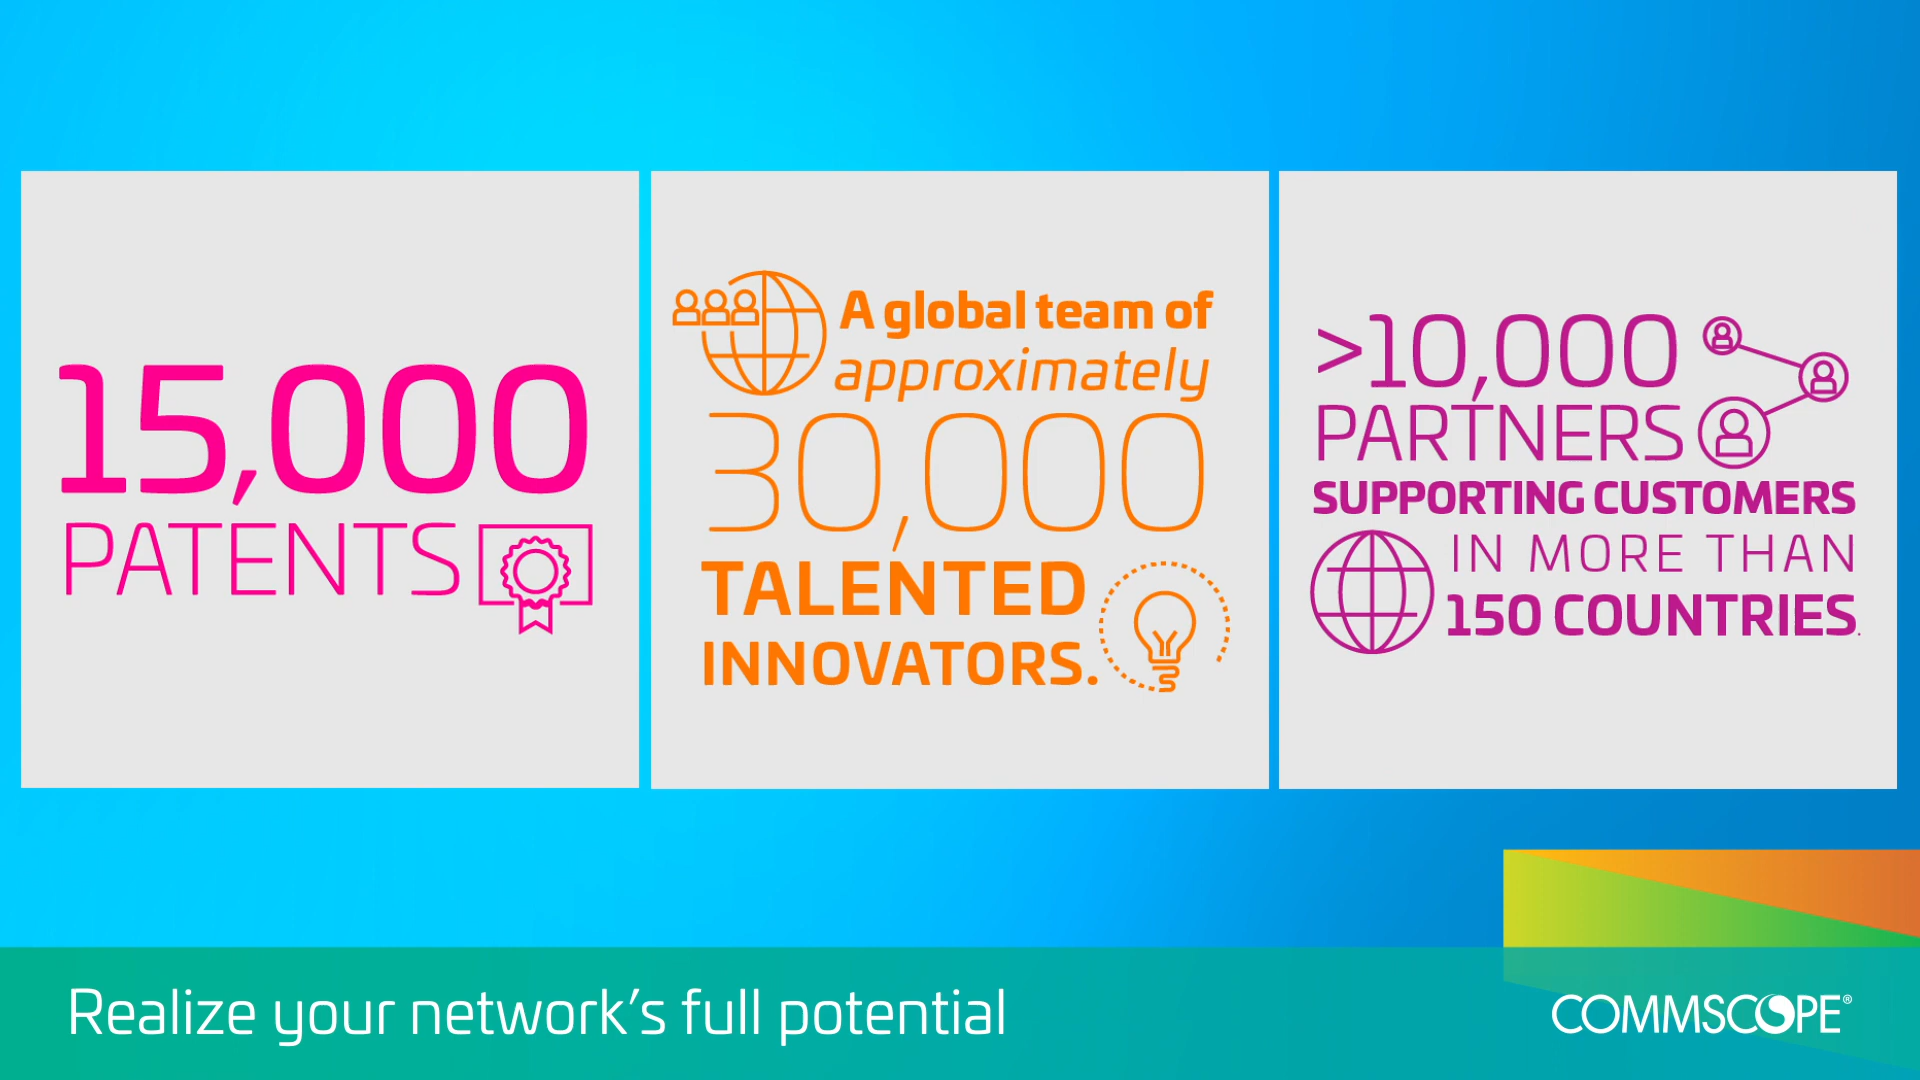 15,000
PATENTS
A global team of
approximately
30,000
TALENTED
INNOVATORS.
>10,000
PARTNERS
SUPPORTING CUSTOMERS
IN MORE THAN
150 COUNTRIES.
Realize your network's full potential
COMMSCOPE®